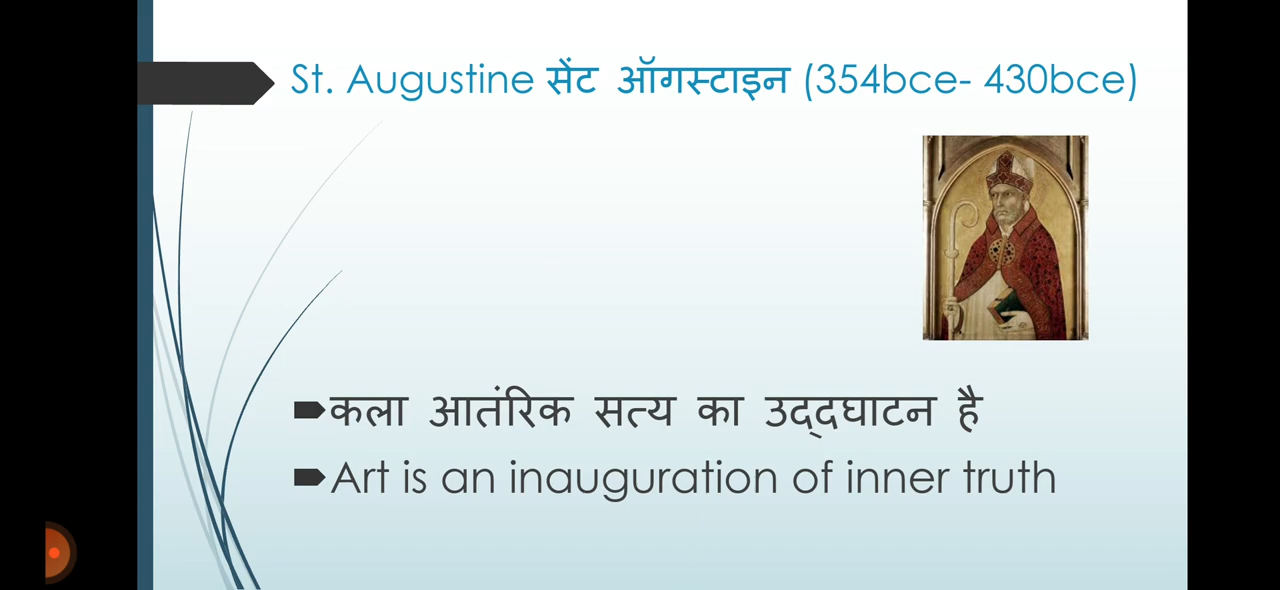 St. Augustine सेंट ऑगस्टाइन (354bce- 430bce)
कला आतंरिक सत्य का उद्दघाटन है
Art is an inauguration of inner truth